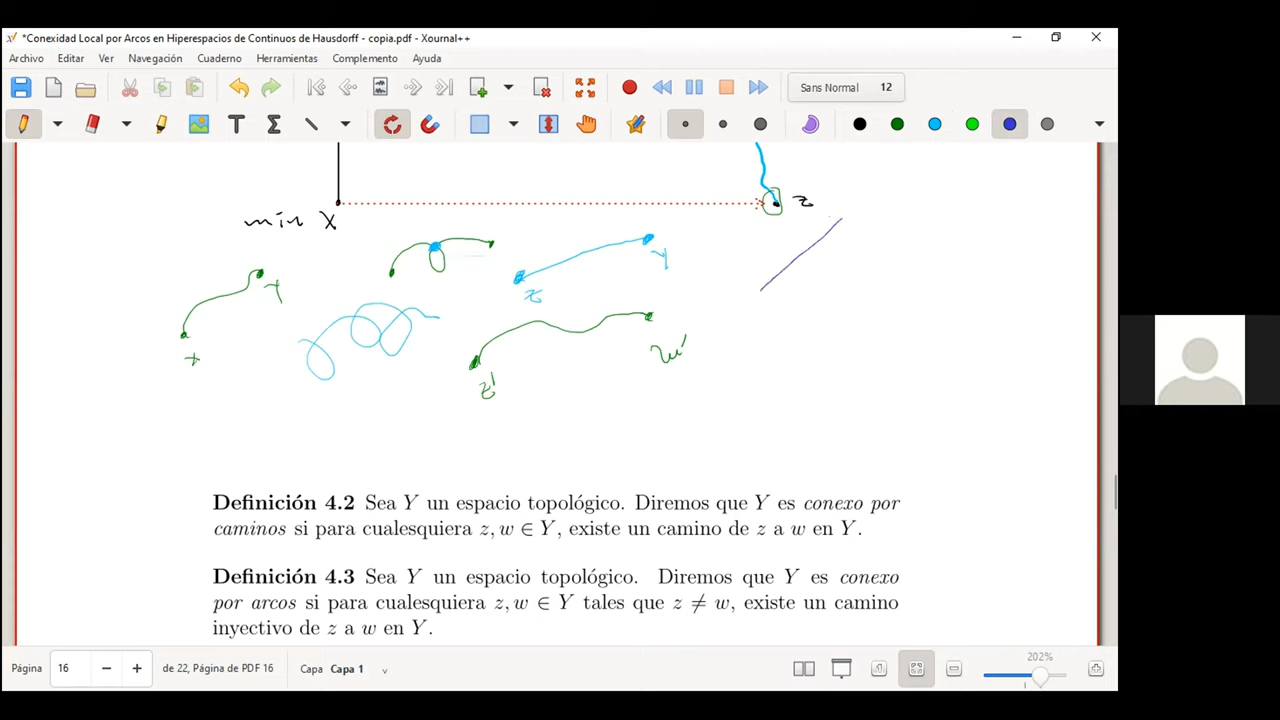 *Conexidad Local por Arcos en Hiperespacios de Continuos de Hausdorff - copia.pdf - Xournal++
Archivo Editar Ver Navegación Cuaderno Herramientas Complemento Ayuda
Sans Normal 12
min X
z
Y
x
z
Y
z'
w'
Definición 4.2 Sea Y un espacio topológico. Diremos que Y es conexo por
caminos si para cualesquiera z, w ∈ Y, existe un camino de z a w en Y.
Definición 4.3 Sea Y un espacio topológico. Diremos que Y es conexo
por arcos si para cualesquiera z, w ∈ Y tales que z ≠ w, existe un camino
inyectivo de z a w en Y.
Página 16 de 22, Página de PDF 16 Capa Capa 1 202%